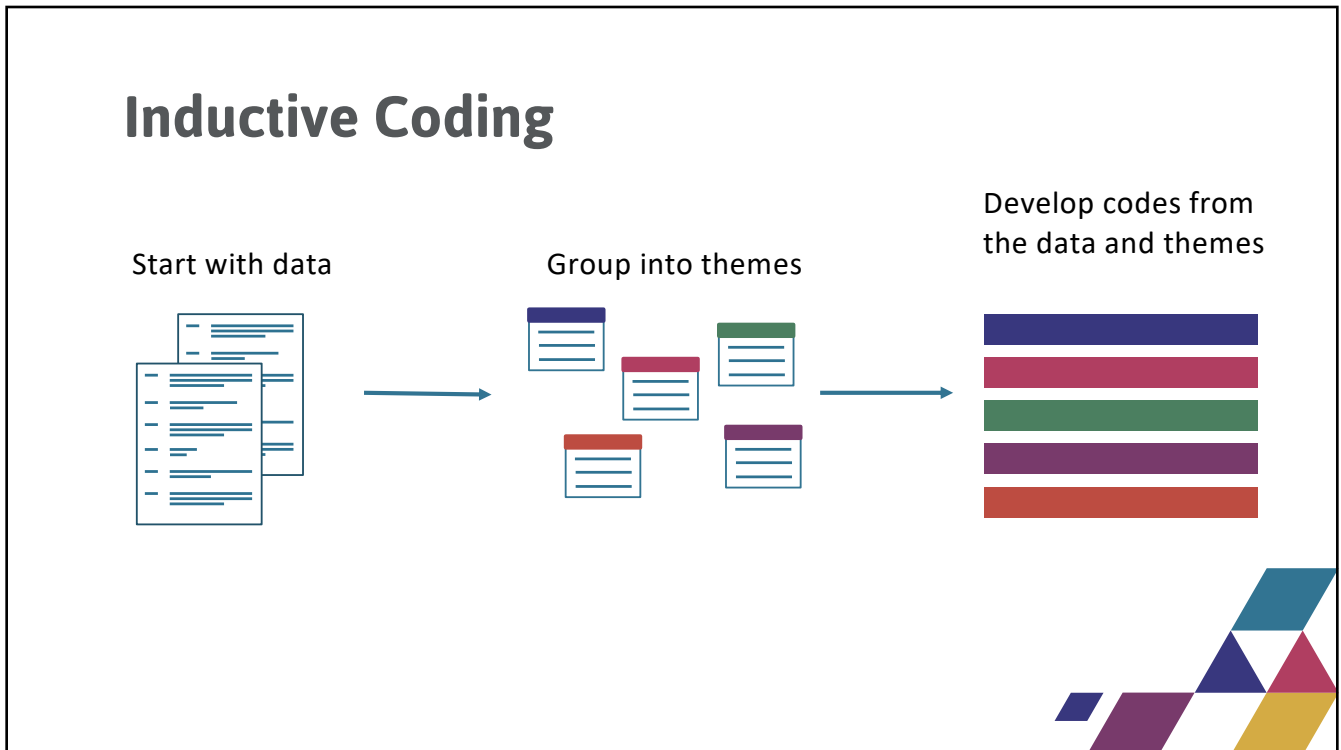 Inductive Coding
Start with data
Group into themes
Develop codes from
the data and themes